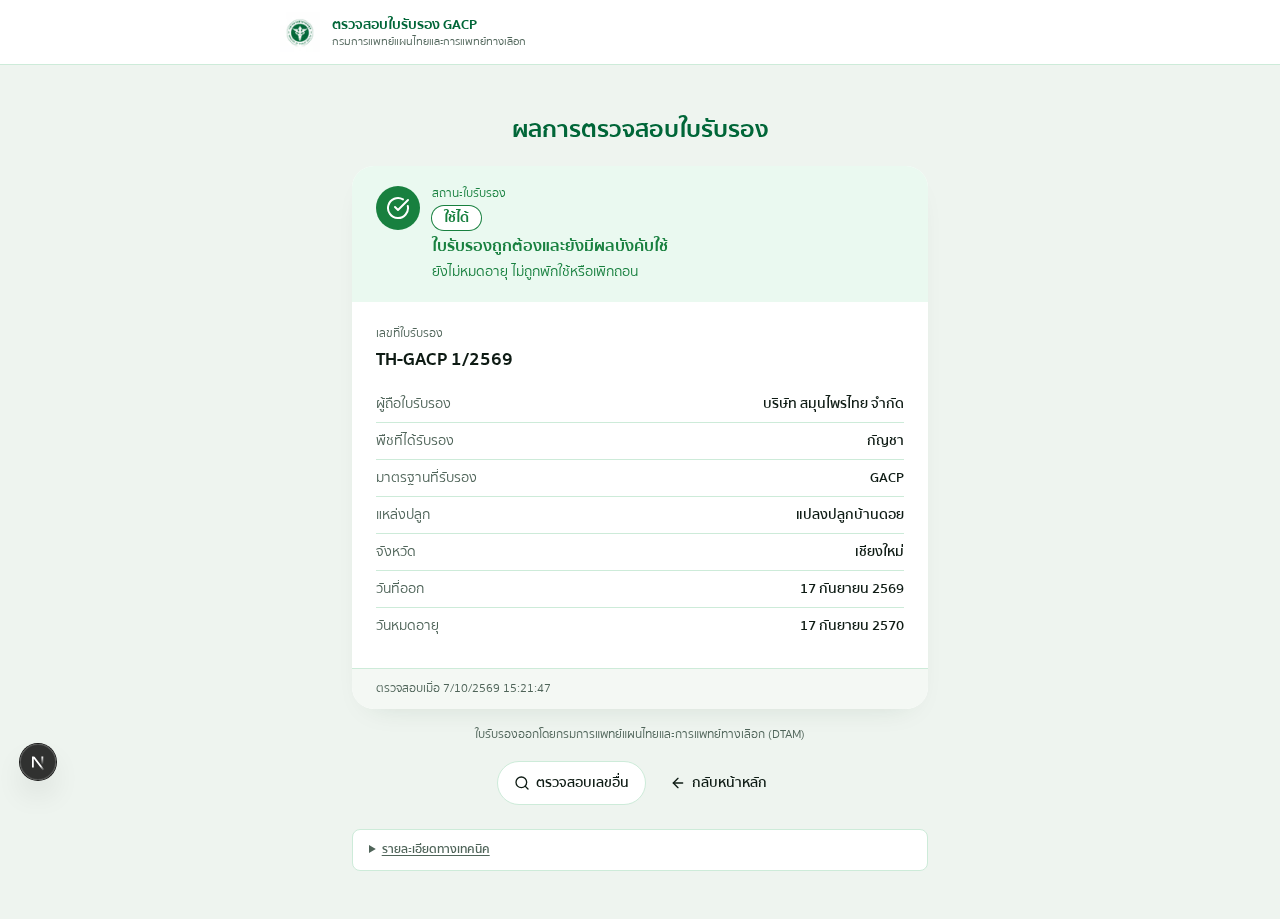 ตรวจสอบใบรับรอง GACP
กรมการแพทย์แผนไทยและการแพทย์ทางเลือก
ผลการตรวจสอบใบรับรอง
สถานะใบรับรอง
ใช้ได้
ใบรับรองถูกต้องและยังมีผลบังคับใช้
ยังไม่หมดอายุ ไม่ถูกพักใช้หรือเพิกถอน
เลขที่ใบรับรอง
TH-GACP 1/2569
ผู้ถือใบรับรอง บริษัท สมุนไพรไทย จำกัด
พืชที่ได้รับรอง กัญชา
มาตรฐานที่รับรอง GACP
แหล่งปลูก แปลงปลูกบ้านดอย
จังหวัด เชียงใหม่
วันที่ออก 17 กันยายน 2569
วันหมดอายุ 17 กันยายน 2570
ตรวจสอบเมื่อ 7/10/2569 15:21:47
ใบรับรองออกโดยกรมการแพทย์แผนไทยและการแพทย์ทางเลือก (DTAM)
ตรวจสอบเลขอื่น กลับหน้าหลัก
รายละเอียดทางเทคนิค